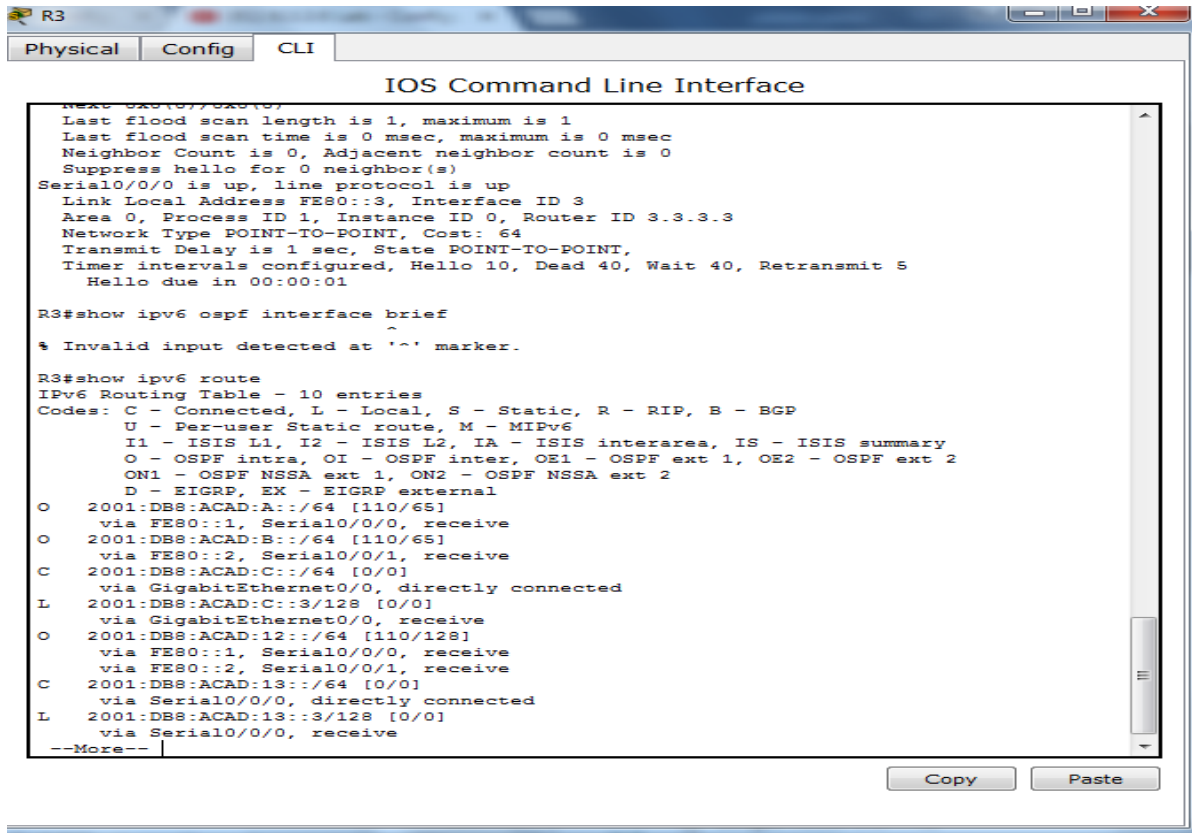 R3
Physical Config CLI
IOS Command Line Interface
Last flood scan length is 1, maximum is 1
Last flood scan time is 0 msec, maximum is 0 msec
Neighbor Count is 0, Adjacent neighbor count is 0
Suppress hello for 0 neighbor(s)
Serial0/0/0 is up, line protocol is up
Link Local Address FE80::3, Interface ID 3
Area 0, Process ID 1, Instance ID 0, Router ID 3.3.3.3
Network Type POINT-TO-POINT, Cost: 64
Transmit Delay is 1 sec, State POINT-TO-POINT,
Timer intervals configured, Hello 10, Dead 40, Wait 40, Retransmit 5
Hello due in 00:00:01
R3#show ipv6 ospf interface brief
^
% Invalid input detected at '^' marker.
R3#show ipv6 route
IPv6 Routing Table - 10 entries
Codes: C - Connected, L - Local, S - Static, R - RIP, B - BGP
U - Per-user Static route, M - MIPv6
I1 - ISIS L1, I2 - ISIS L2, IA - ISIS interarea, IS - ISIS summary
O - OSPF intra, OI - OSPF inter, OE1 - OSPF ext 1, OE2 - OSPF ext 2
ON1 - OSPF NSSA ext 1, ON2 - OSPF NSSA ext 2
D - EIGRP, EX - EIGRP external
O 2001:DB8:ACAD:A::/64 [110/65]
via FE80::1, Serial0/0/0, receive
O 2001:DB8:ACAD:B::/64 [110/65]
via FE80::2, Serial0/0/1, receive
C 2001:DB8:ACAD:C::/64 [0/0]
via GigabitEthernet0/0, directly connected
L 2001:DB8:ACAD:C::3/128 [0/0]
via GigabitEthernet0/0, receive
O 2001:DB8:ACAD:12::/64 [110/128]
via FE80::1, Serial0/0/0, receive
via FE80::2, Serial0/0/1, receive
C 2001:DB8:ACAD:13::/64 [0/0]
via Serial0/0/0, directly connected
L 2001:DB8:ACAD:13::3/128 [0/0]
via Serial0/0/0, receive
--More--
Copy Paste